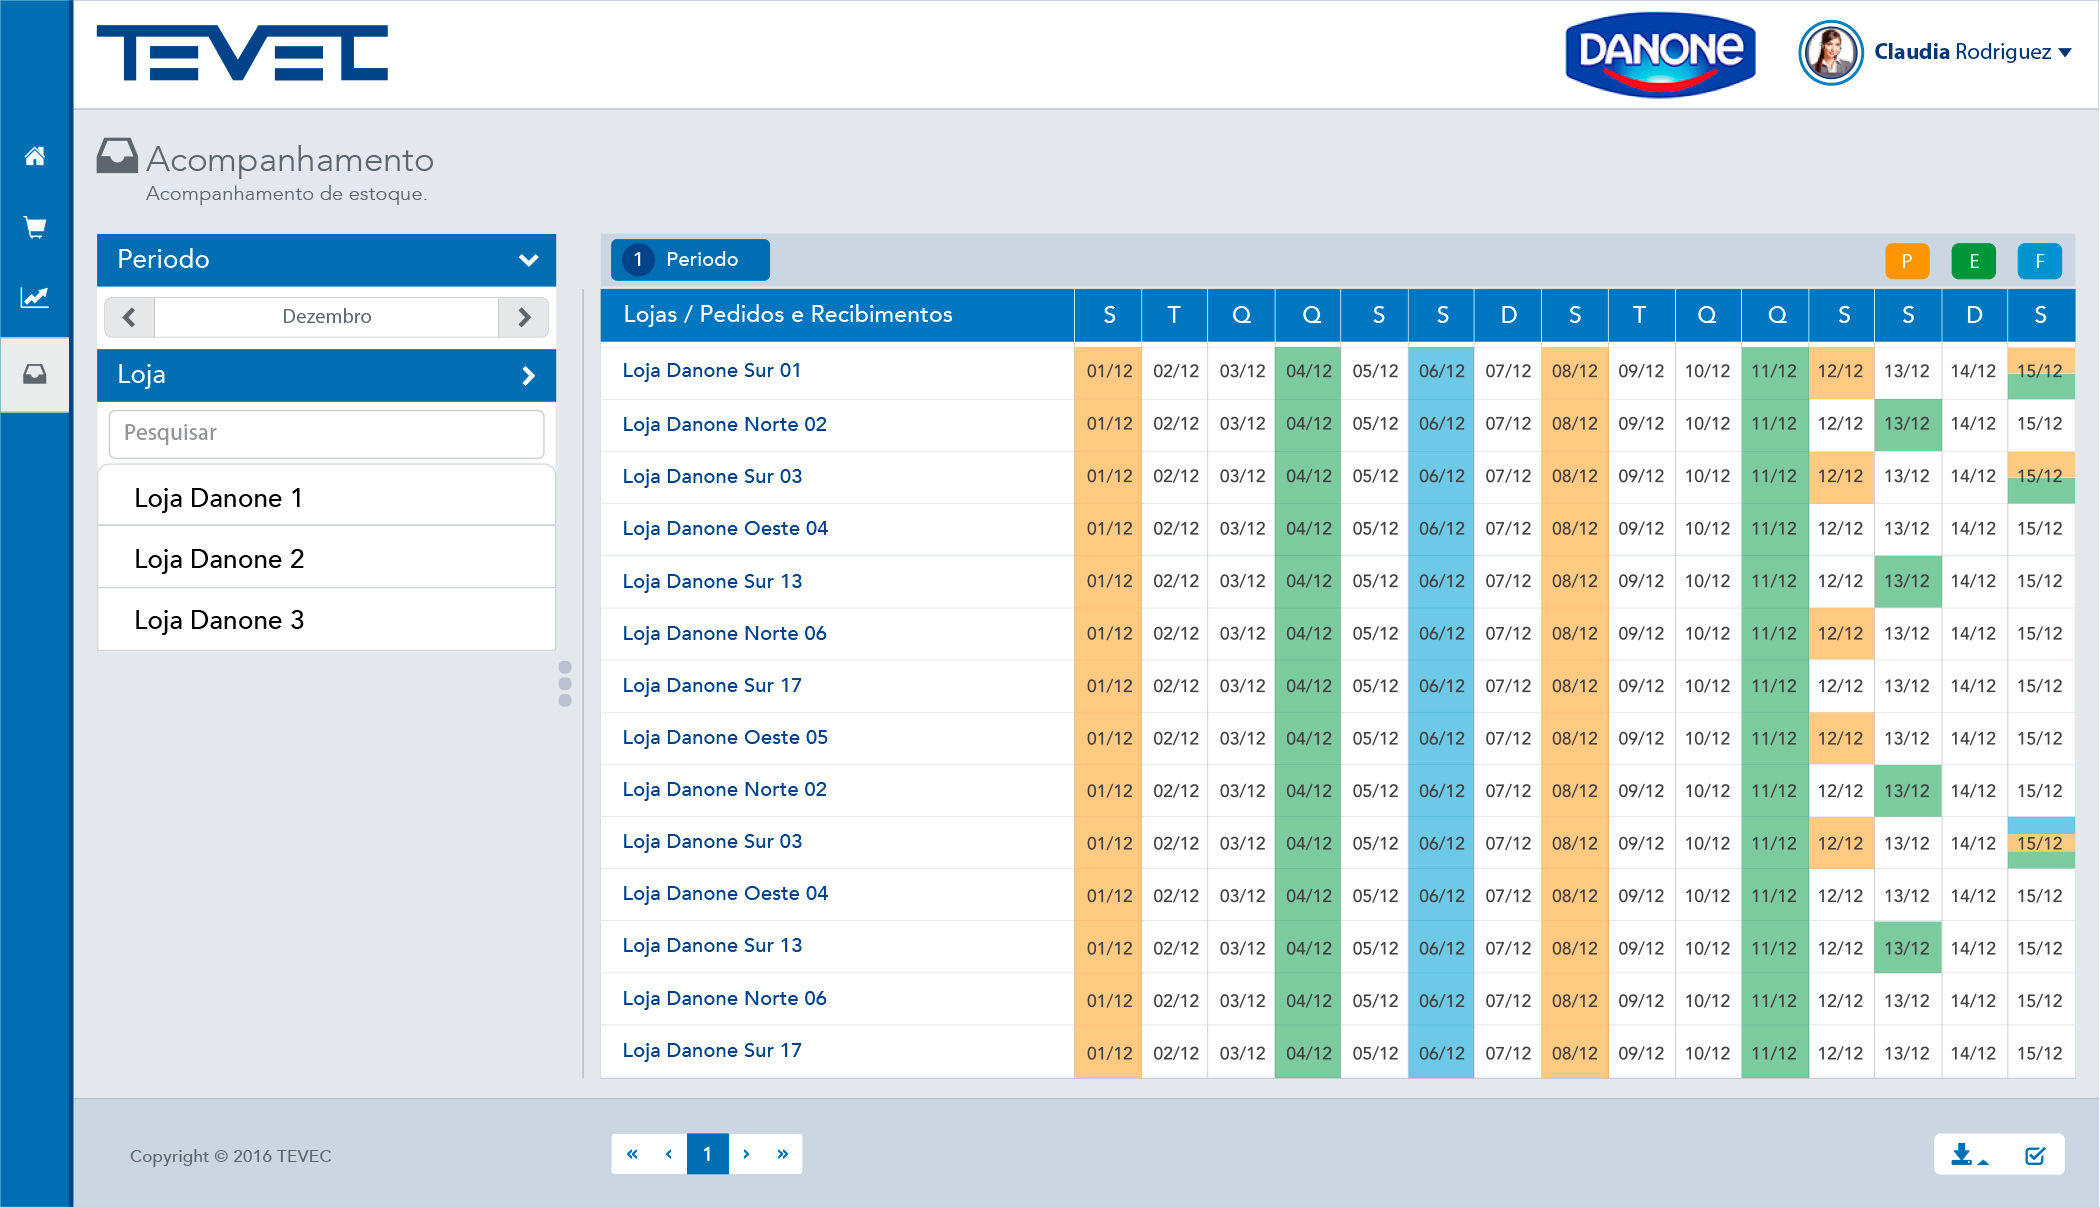 TEVEC
DANONE
Claudia Rodriguez
Acompanhamento
Acompanhamento de estoque.
Periodo
Dezembro
Loja
Pesquisar
Loja Danone 1
Loja Danone 2
Loja Danone 3
1 Periodo
P E F
Lojas / Pedidos e Recibimentos S T Q Q S S D S T Q Q S S D S
Loja Danone Sur 01 01/12 02/12 03/12 04/12 05/12 06/12 07/12 08/12 09/12 10/12 11/12 12/12 13/12 14/12 15/12
Loja Danone Norte 02 01/12 02/12 03/12 04/12 05/12 06/12 07/12 08/12 09/12 10/12 11/12 12/12 13/12 14/12 15/12
Loja Danone Sur 03 01/12 02/12 03/12 04/12 05/12 06/12 07/12 08/12 09/12 10/12 11/12 12/12 13/12 14/12 15/12
Loja Danone Oeste 04 01/12 02/12 03/12 04/12 05/12 06/12 07/12 08/12 09/12 10/12 11/12 12/12 13/12 14/12 15/12
Loja Danone Sur 13 01/12 02/12 03/12 04/12 05/12 06/12 07/12 08/12 09/12 10/12 11/12 12/12 13/12 14/12 15/12
Loja Danone Norte 06 01/12 02/12 03/12 04/12 05/12 06/12 07/12 08/12 09/12 10/12 11/12 12/12 13/12 14/12 15/12
Loja Danone Sur 17 01/12 02/12 03/12 04/12 05/12 06/12 07/12 08/12 09/12 10/12 11/12 12/12 13/12 14/12 15/12
Loja Danone Oeste 05 01/12 02/12 03/12 04/12 05/12 06/12 07/12 08/12 09/12 10/12 11/12 12/12 13/12 14/12 15/12
Loja Danone Norte 02 01/12 02/12 03/12 04/12 05/12 06/12 07/12 08/12 09/12 10/12 11/12 12/12 13/12 14/12 15/12
Loja Danone Sur 03 01/12 02/12 03/12 04/12 05/12 06/12 07/12 08/12 09/12 10/12 11/12 12/12 13/12 14/12 15/12
Loja Danone Oeste 04 01/12 02/12 03/12 04/12 05/12 06/12 07/12 08/12 09/12 10/12 11/12 12/12 13/12 14/12 15/12
Loja Danone Sur 13 01/12 02/12 03/12 04/12 05/12 06/12 07/12 08/12 09/12 10/12 11/12 12/12 13/12 14/12 15/12
Loja Danone Norte 06 01/12 02/12 03/12 04/12 05/12 06/12 07/12 08/12 09/12 10/12 11/12 12/12 13/12 14/12 15/12
Loja Danone Sur 17 01/12 02/12 03/12 04/12 05/12 06/12 07/12 08/12 09/12 10/12 11/12 12/12 13/12 14/12 15/12
Copyright © 2016 TEVEC
« ‹ 1 › »